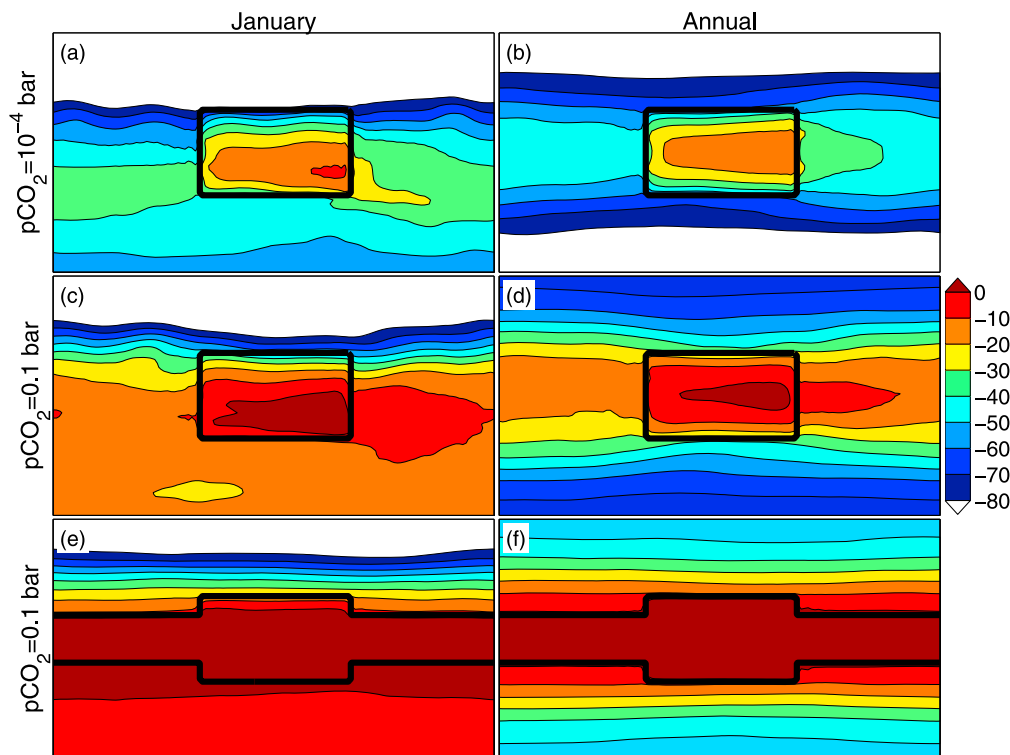 January
Annual
(a)
(b)
pCO₂=10⁻⁴ bar
(c)
(d)
pCO₂=0.1 bar
0
−10
−20
−30
−40
−50
−60
−70
−80
(e)
(f)
pCO₂=0.1 bar